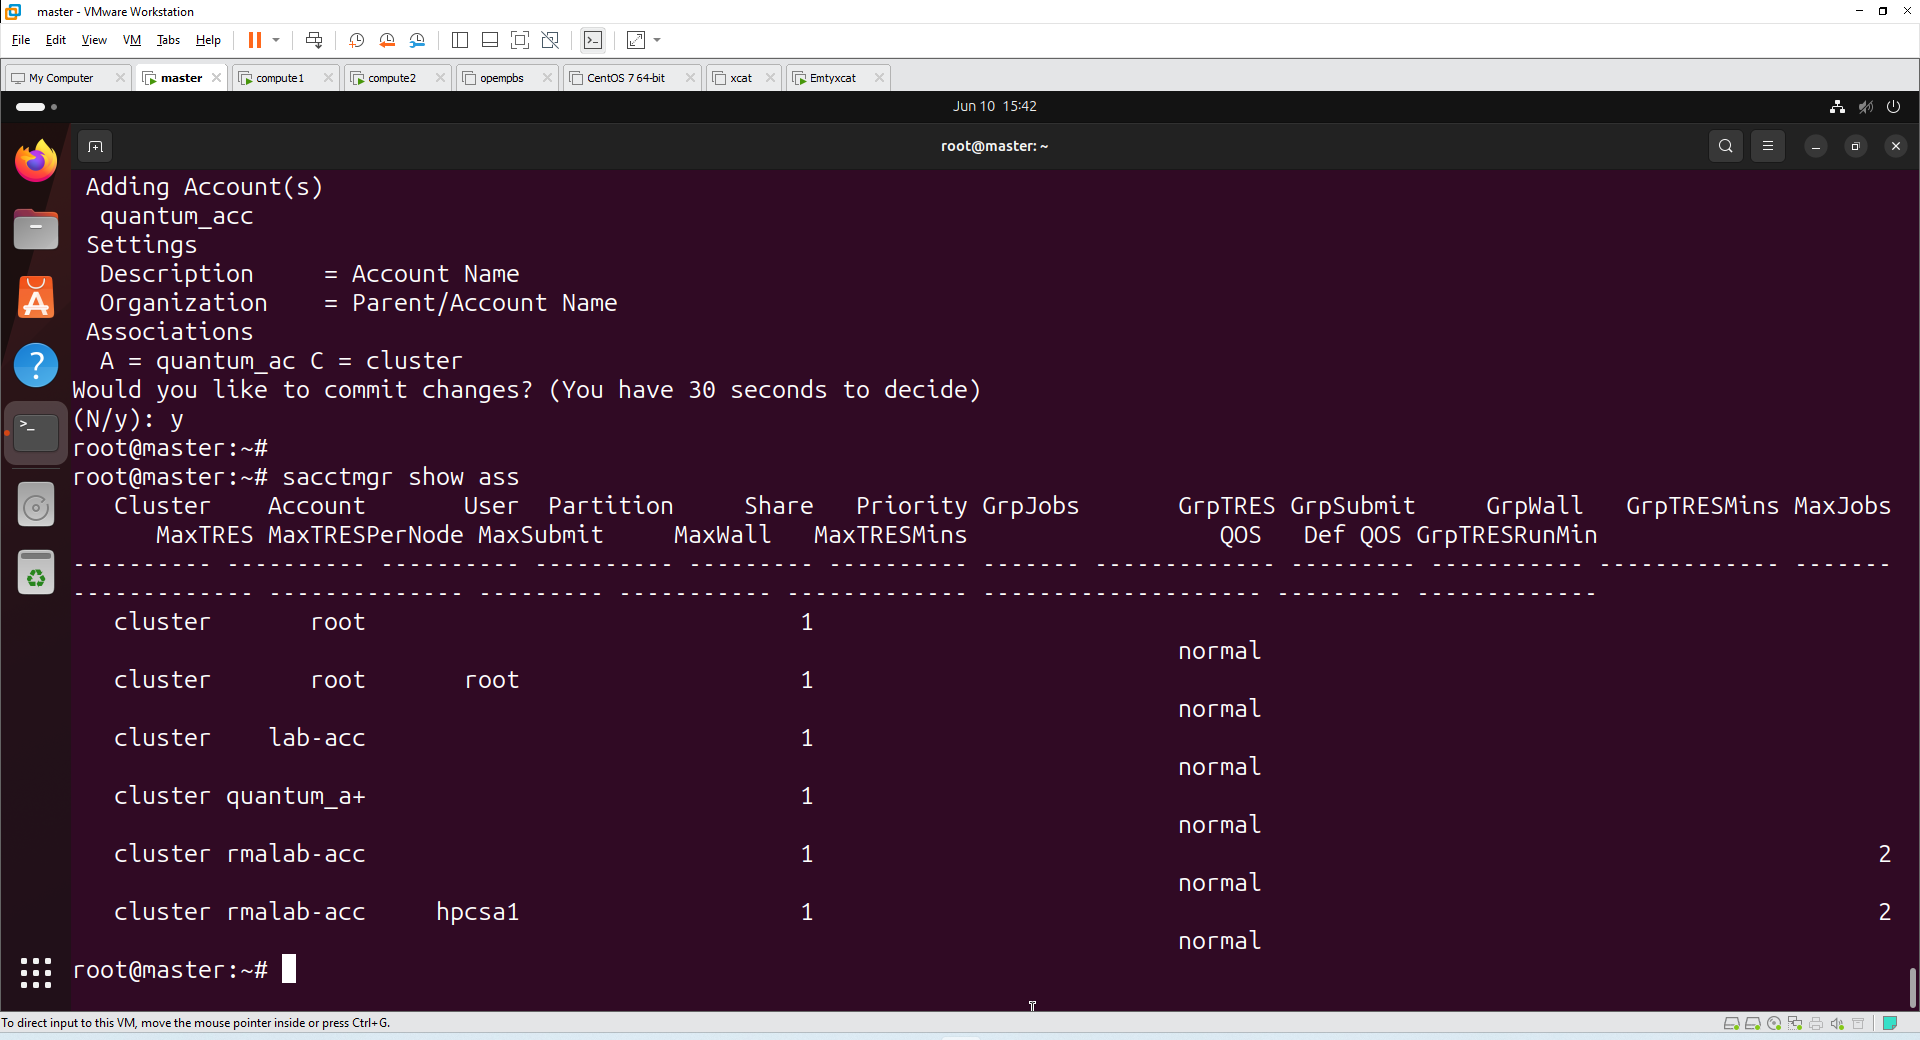 master - VMware Workstation
File Edit View VM Tabs Help
My Computer master compute1 compute2 opempbs CentOS 7 64-bit xcat Emtyxcat
Jun 10 15:42
root@master: ~
Adding Account(s)
quantum_acc
Settings
Description = Account Name
Organization = Parent/Account Name
Associations
A = quantum_ac C = cluster
Would you like to commit changes? (You have 30 seconds to decide)
(N/y): y
root@master:~#
root@master:~# sacctmgr show ass
Cluster Account User Partition Share Priority GrpJobs GrpTRES GrpSubmit GrpWall GrpTRESMins MaxJobs
MaxTRES MaxTRESPerNode MaxSubmit MaxWall MaxTRESMins QOS Def QOS GrpTRESRunMin
---------- ---------- ---------- ---------- --------- ---------- ------- ------------- --------- ----------- ------------- -------
------------- -------------- --------- ----------- ------------- -------------------- --------- -------------
cluster root 1
normal
cluster root root 1
normal
cluster lab-acc 1
normal
cluster quantum_a+ 1
normal
cluster rmalab-acc 1 2
normal
cluster rmalab-acc hpcsa1 1 2
normal
root@master:~#
To direct input to this VM, move the mouse pointer inside or press Ctrl+G.